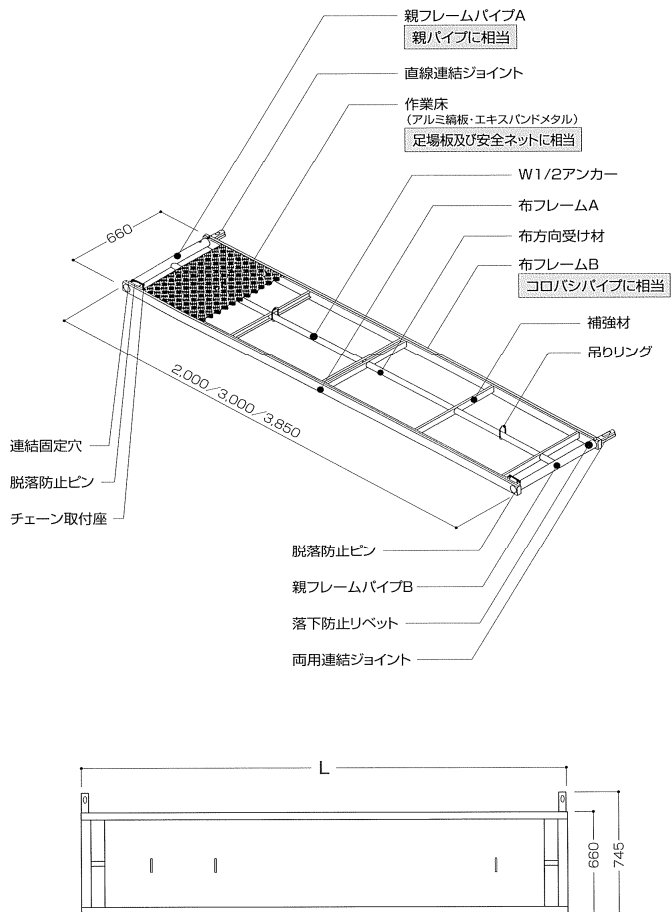 親フレームパイプA
親パイプに相当
直線連結ジョイント
作業床
(アルミ縞板・エキスパンドメタル)
足場板及び安全ネットに相当
W1/2アンカー
布フレームA
布方向受け材
布フレームB
コロバシパイプに相当
補強材
吊りリング
660
2,000/3,000/3,850
連結固定穴
脱落防止ピン
チェーン取付座
脱落防止ピン
親フレームパイプB
落下防止リベット
両用連結ジョイント
L
660
745